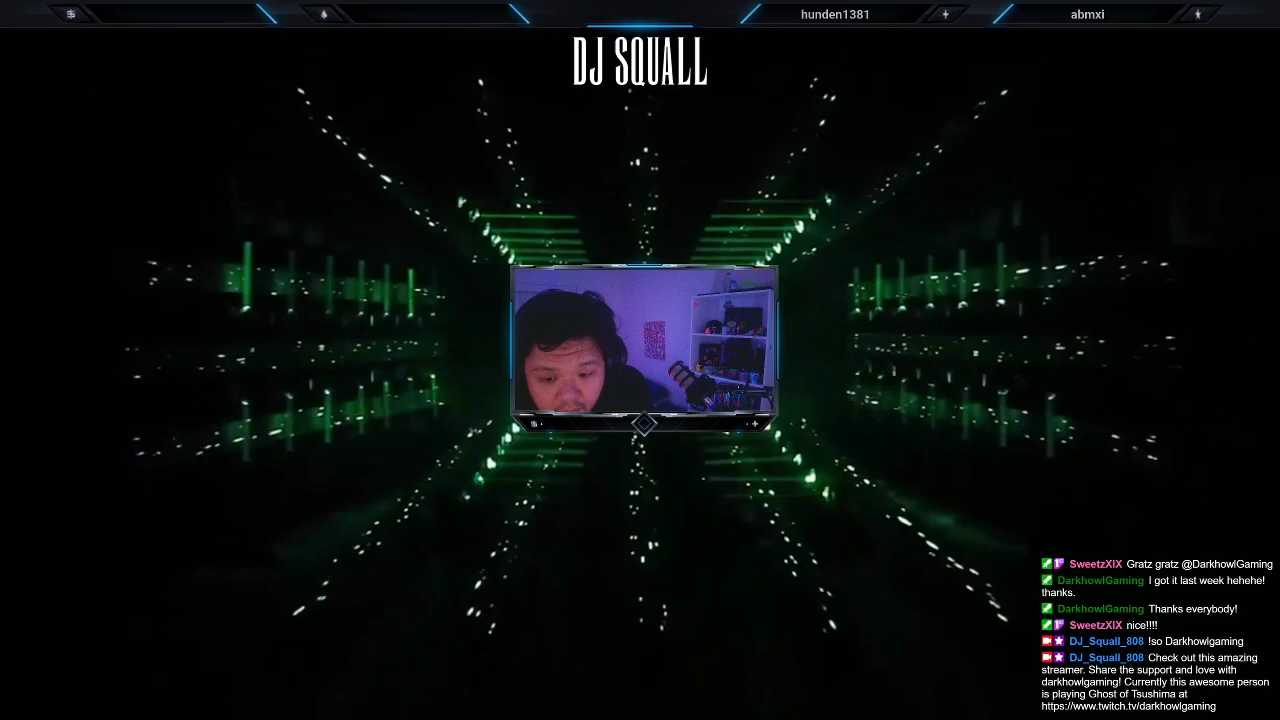 hunden1381
abmxi
DJ SQUALL
SweetzXIX Gratz gratz @DarkhowlGaming
DarkhowlGaming I got it last week hehehe!
thanks.
DarkhowlGaming Thanks everybody!
SweetzXIX nice!!!!
DJ_Squall_808 !so Darkhowlgaming
DJ_Squall_808 Check out this amazing
streamer. Share the support and love with
darkhowlgaming! Currently this awesome person
is playing Ghost of Tsushima at
https://www.twitch.tv/darkhowlgaming